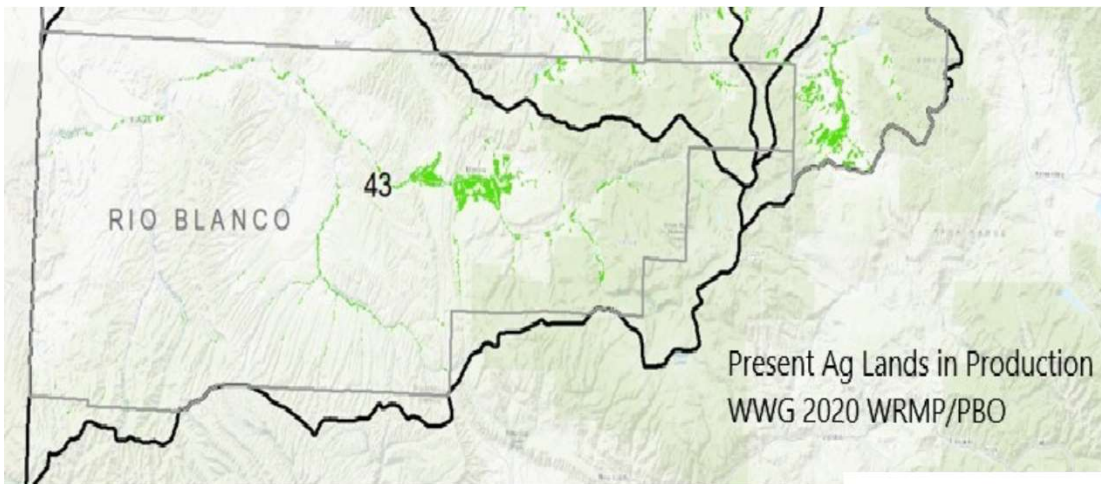 43
RIO BLANCO
Present Ag Lands in Production
WWG 2020 WRMP/PBO